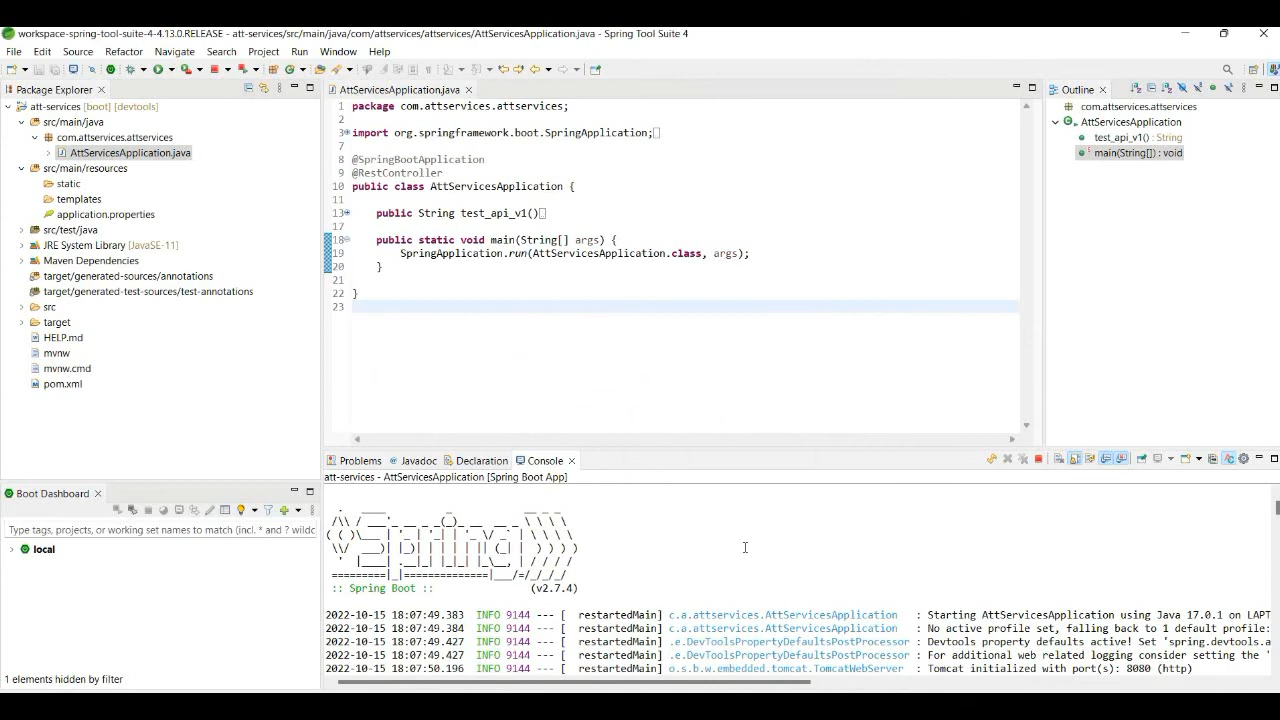 workspace-spring-tool-suite-4-4.13.0.RELEASE - att-services/src/main/java/com/attservices/attservices/AttServicesApplication.java - Spring Tool Suite 4
File Edit Source Refactor Navigate Search Project Run Window Help
Package Explorer
att-services [boot] [devtools]
src/main/java
com.attservices.attservices
AttServicesApplication.java
src/main/resources
static
templates
application.properties
src/test/java
JRE System Library [JavaSE-11]
Maven Dependencies
target/generated-sources/annotations
target/generated-test-sources/test-annotations
src
target
HELP.md
mvnw
mvnw.cmd
pom.xml
AttServicesApplication.java
1 package com.attservices.attservices;
2
3 import org.springframework.boot.SpringApplication;
7
8 @SpringBootApplication
9 @RestController
10 public class AttServicesApplication {
11
13 public String test_api_v1()
17
18 public static void main(String[] args) {
19 SpringApplication.run(AttServicesApplication.class, args);
20 }
21
22 }
23
Outline
com.attservices.attservices
AttServicesApplication
test_api_v1() : String
main(String[]) : void
Boot Dashboard
Type tags, projects, or working set names to match (incl. * and ? wildc
local
1 elements hidden by filter
Problems Javadoc Declaration Console
att-services - AttServicesApplication [Spring Boot App]
:: Spring Boot :: (v2.7.4)
2022-10-15 18:07:49.383 INFO 9144 --- [ restartedMain] c.a.attservices.AttServicesApplication : Starting AttServicesApplication using Java 17.0.1 on LAPT
2022-10-15 18:07:49.384 INFO 9144 --- [ restartedMain] c.a.attservices.AttServicesApplication : No active profile set, falling back to 1 default profile:
2022-10-15 18:07:49.427 INFO 9144 --- [ restartedMain] .e.DevToolsPropertyDefaultsPostProcessor : Devtools property defaults active! Set 'spring.devtools.a
2022-10-15 18:07:49.427 INFO 9144 --- [ restartedMain] .e.DevToolsPropertyDefaultsPostProcessor : For additional web related logging consider setting the '
2022-10-15 18:07:50.196 INFO 9144 --- [ restartedMain] o.s.b.w.embedded.tomcat.TomcatWebServer : Tomcat initialized with port(s): 8080 (http)